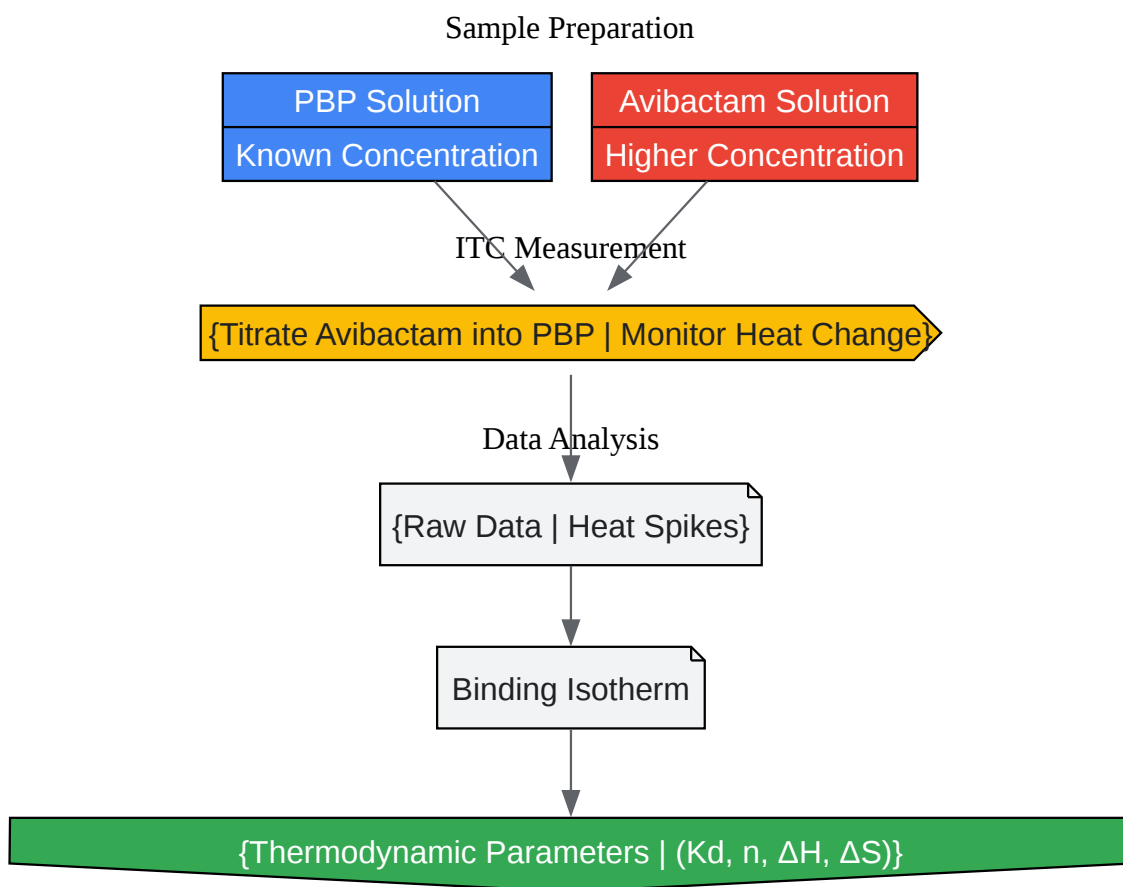 Sample Preparation
PBP Solution
Known Concentration
Avibactam Solution
Higher Concentration
ITC Measurement
{Titrate Avibactam into PBP | Monitor Heat Change}
Data Analysis
{Raw Data | Heat Spikes}
Binding Isotherm
{Thermodynamic Parameters | (Kd, n, ΔH, ΔS)}